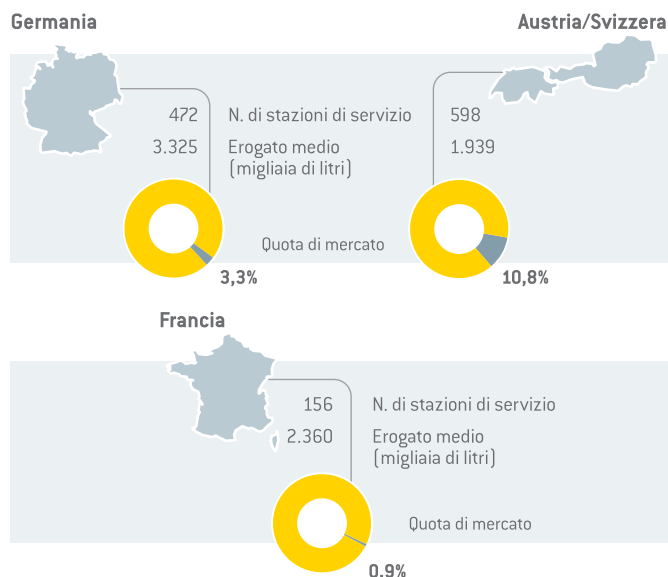 Germania
Austria/Svizzera
472 N. di stazioni di servizio 598
3.325 Erogato medio 1.939
(migliaia di litri)
Quota di mercato
3,3%
10,8%
Francia
156 N. di stazioni di servizio
2.360 Erogato medio
(migliaia di litri)
Quota di mercato
0,9%